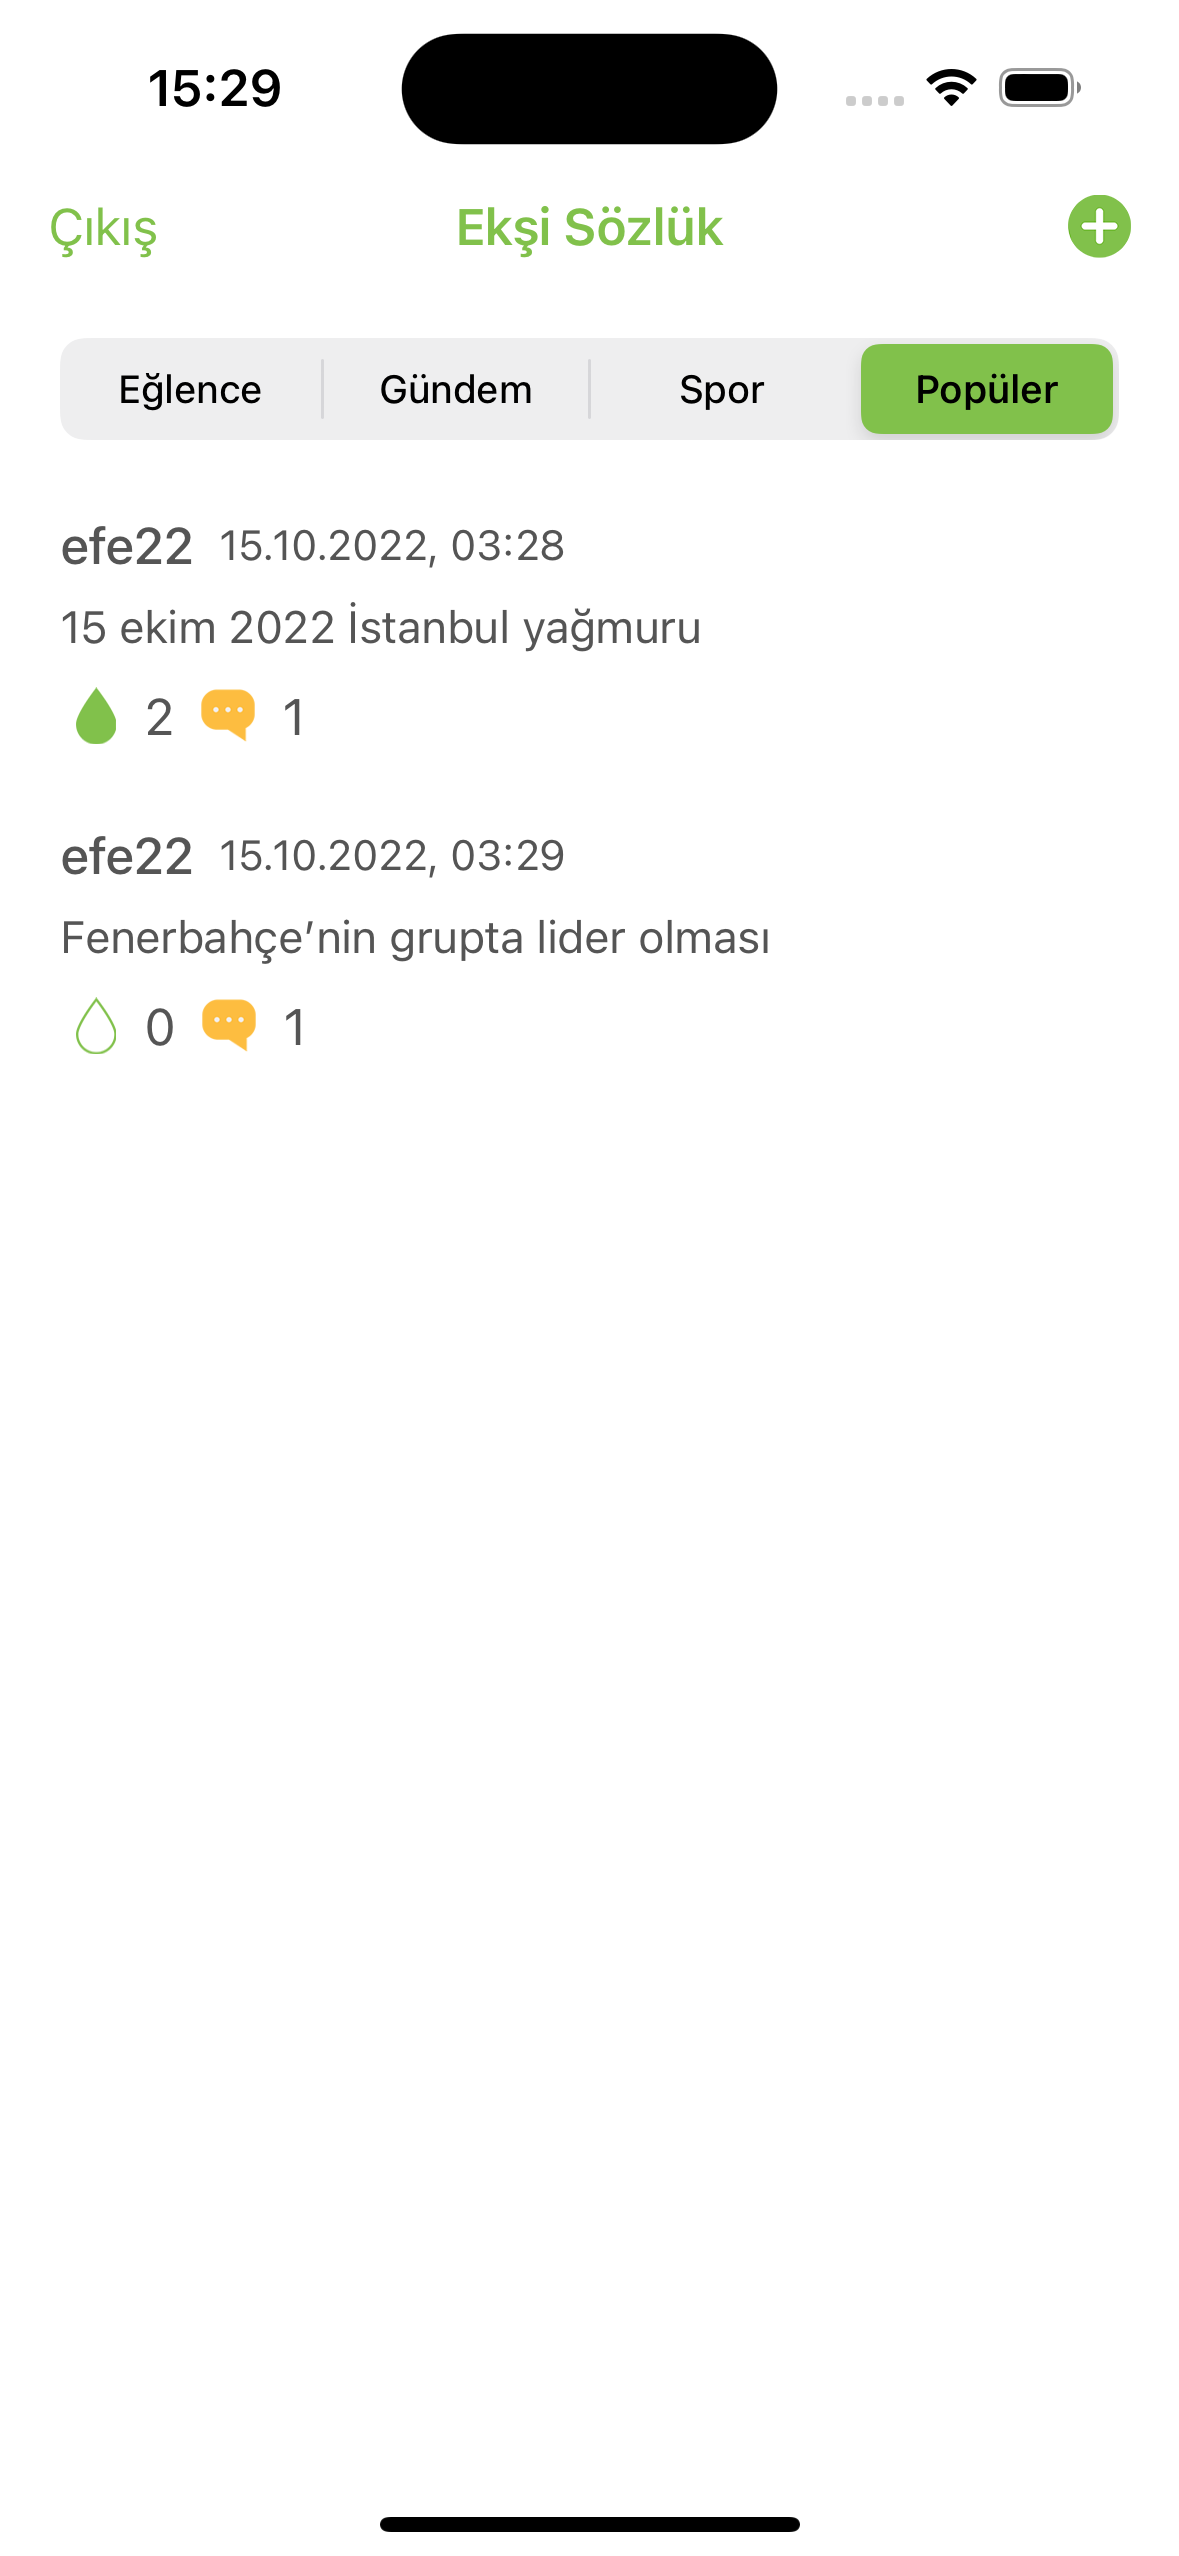 15:29
Çıkış Ekşi Sözlük
Eğlence Gündem Spor Popüler
efe22 15.10.2022, 03:28
15 ekim 2022 İstanbul yağmuru
2 1
efe22 15.10.2022, 03:29
Fenerbahçe’nin grupta lider olması
0 1